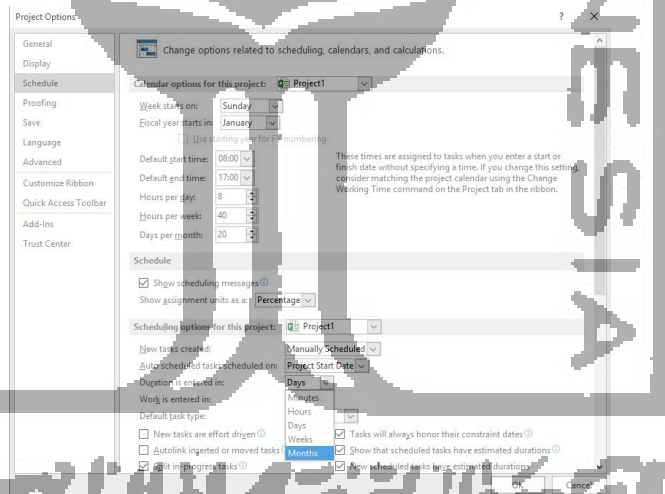 Project Options
? X
General
Display
Schedule
Proofing
Save
Language
Advanced
Customize Ribbon
Quick Access Toolbar
Add-Ins
Trust Center
Change options related to scheduling, calendars, and calculations.
Calendar options for this project: Project1
Week starts on: Sunday
Fiscal year starts in: January
Use starting year for FY numbering
Default start time: 08:00
Default end time: 17:00
These times are assigned to tasks when you enter a start or
finish date without specifying a time. If you change this setting,
consider matching the project calendar using the Change
Working Time command on the Project tab in the ribbon.
Hours per day: 8
Hours per week: 40
Days per month: 20
Schedule
Show scheduling messages
Show assignment units as a: Percentage
Scheduling options for this project: Project1
New tasks created: Manually Scheduled
Auto scheduled tasks scheduled on: Project Start Date
Duration is entered in: Days
Work is entered in:
Default task type:
Minutes
Hours
Days
Weeks
Months
New tasks are effort driven
Autolink inserted or moved tasks
Split in-progress tasks
Tasks will always honor their constraint dates
Show that scheduled tasks have estimated durations
New scheduled tasks have estimated durations
OK
Cancel